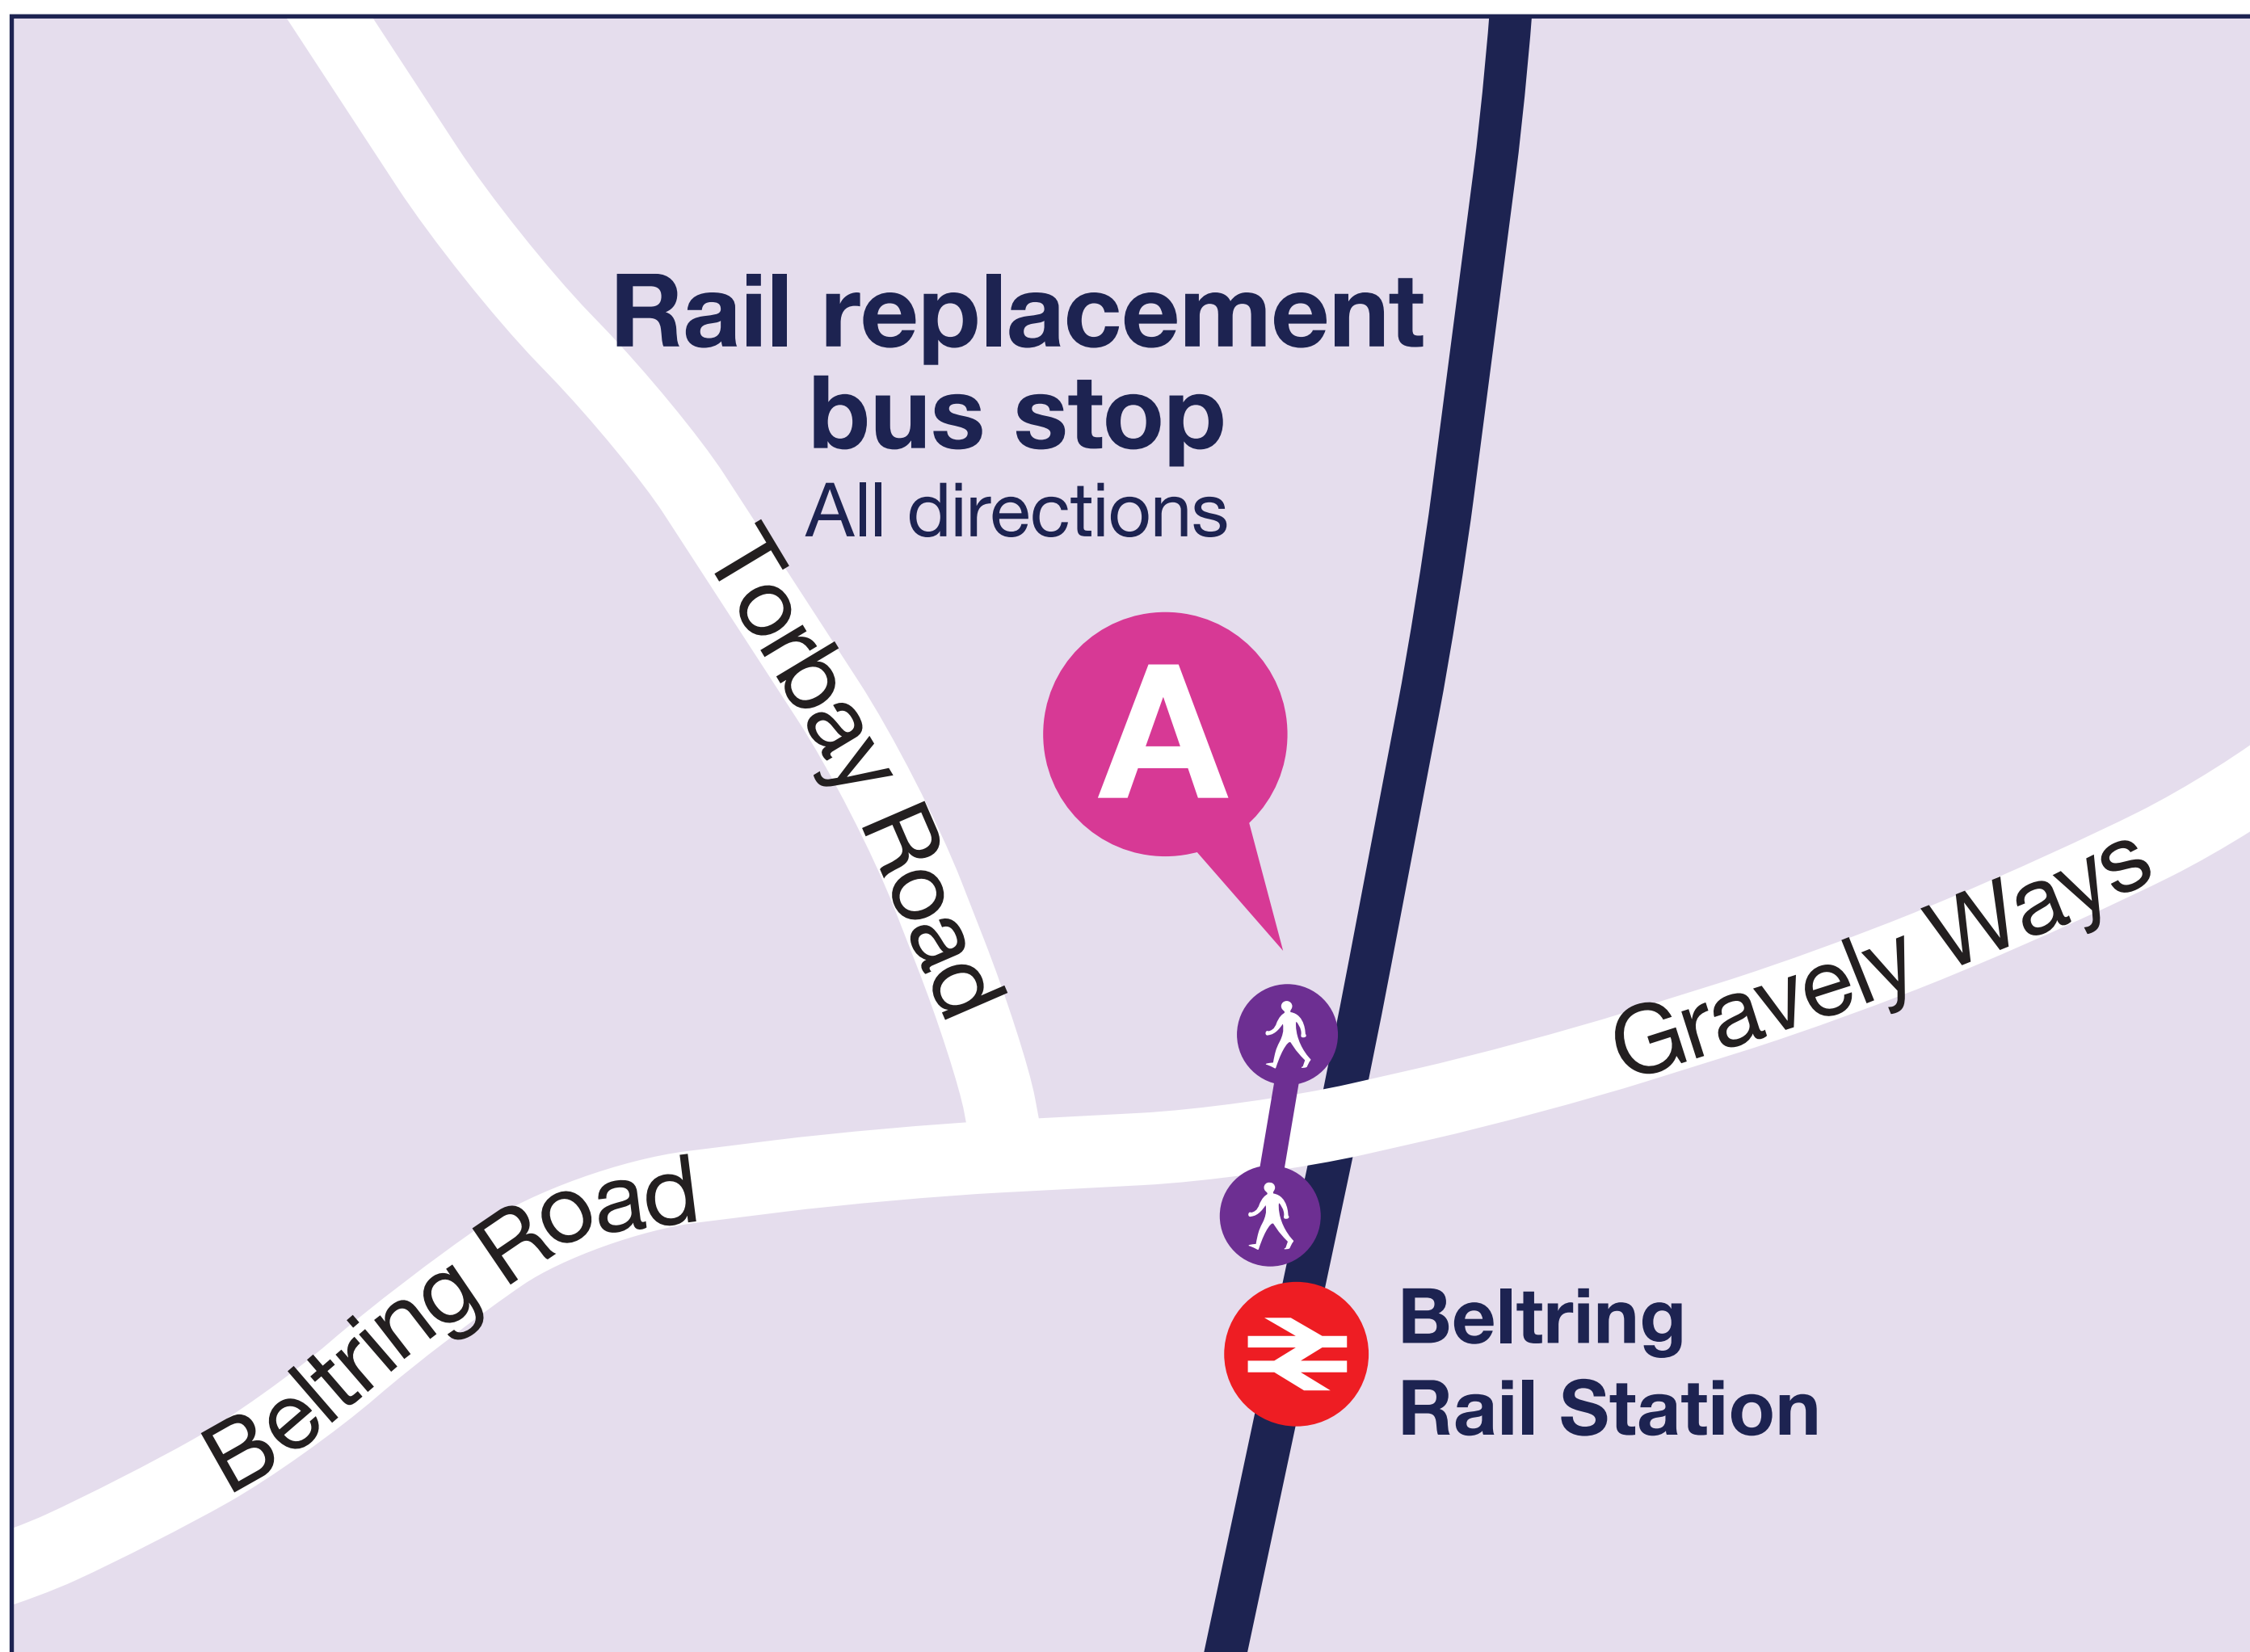 Rail replacement
bus stop
All directions
Torbay Road
A
Gravely Ways
Beltring Road
Beltring
Rail Station